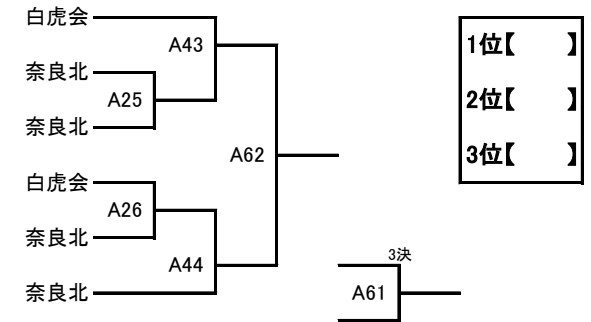 白虎会
A43
1位【　　】
奈良北
A25
2位【　　】
奈良北
A62
3位【　　】
白虎会
A26
奈良北
3決
A44
奈良北
A61